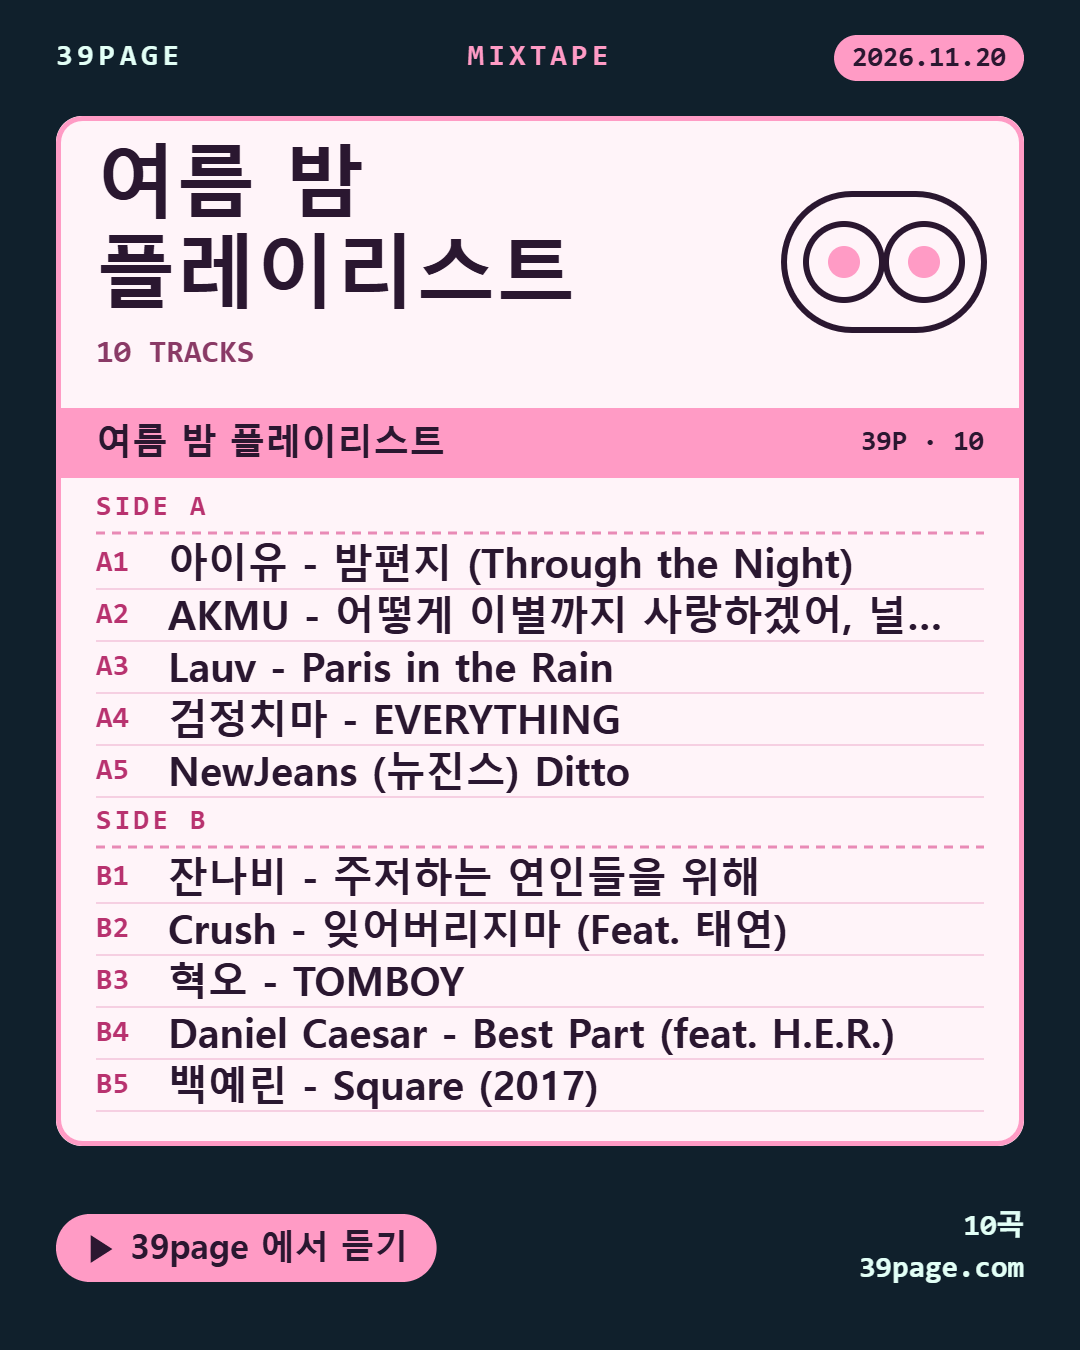 39PAGE
MIXTAPE
2026.11.20
여름 밤
플레이리스트
10 TRACKS
여름 밤 플레이리스트
39P · 10
SIDE A
A1 아이유 - 밤편지 (Through the Night)
A2 AKMU - 어떻게 이별까지 사랑하겠어, 널...
A3 Lauv - Paris in the Rain
A4 검정치마 - EVERYTHING
A5 NewJeans (뉴진스) Ditto
SIDE B
B1 잔나비 - 주저하는 연인들을 위해
B2 Crush - 잊어버리지마 (Feat. 태연)
B3 혁오 - TOMBOY
B4 Daniel Caesar - Best Part (feat. H.E.R.)
B5 백예린 - Square (2017)
▶ 39page 에서 듣기
10곡
39page.com